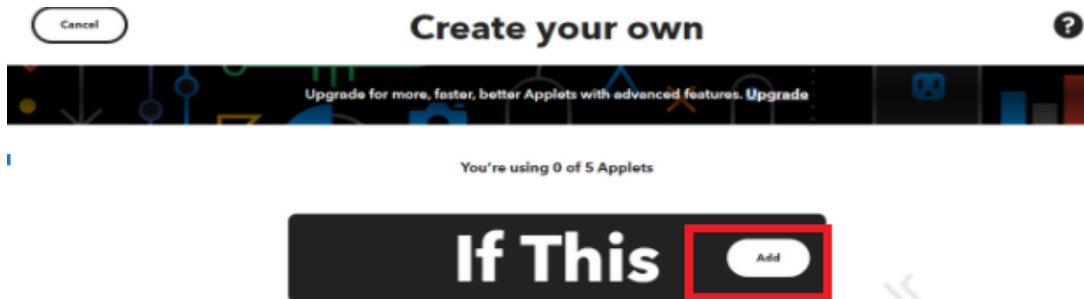 Cancel
Create your own
?
Upgrade for more, faster, better Applets with advanced features. Upgrade
You're using 0 of 5 Applets
If This
Add